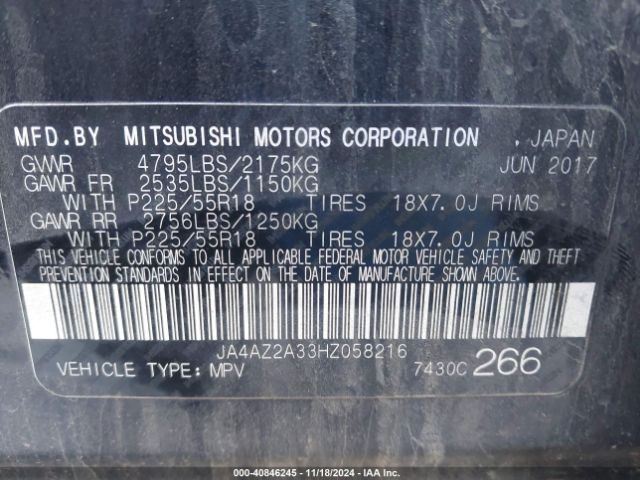 MFD.BY MITSUBISHI MOTORS CORPORATION , JAPAN
GVWR 4795LBS/2175KG JUN 2017
GAWR FR 2535LBS/1150KG
WITH P225/55R18 TIRES 18X7.0J RIMS
GAWR RR 2756LBS/1250KG
WITH P225/55R18 TIRES 18X7.0J RIMS
THIS VEHICLE CONFORMS TO ALL APPLICABLE FEDERAL MOTOR VEHICLE SAFETY AND THEFT
PREVENTION STANDARDS IN EFFECT ON THE DATE OF MANUFACTURE SHOWN ABOVE.
JA4AZ2A33HZ058216
VEHICLE TYPE: MPV 7430C 266
000-40846245 - 11/18/2024 - IAA Inc.